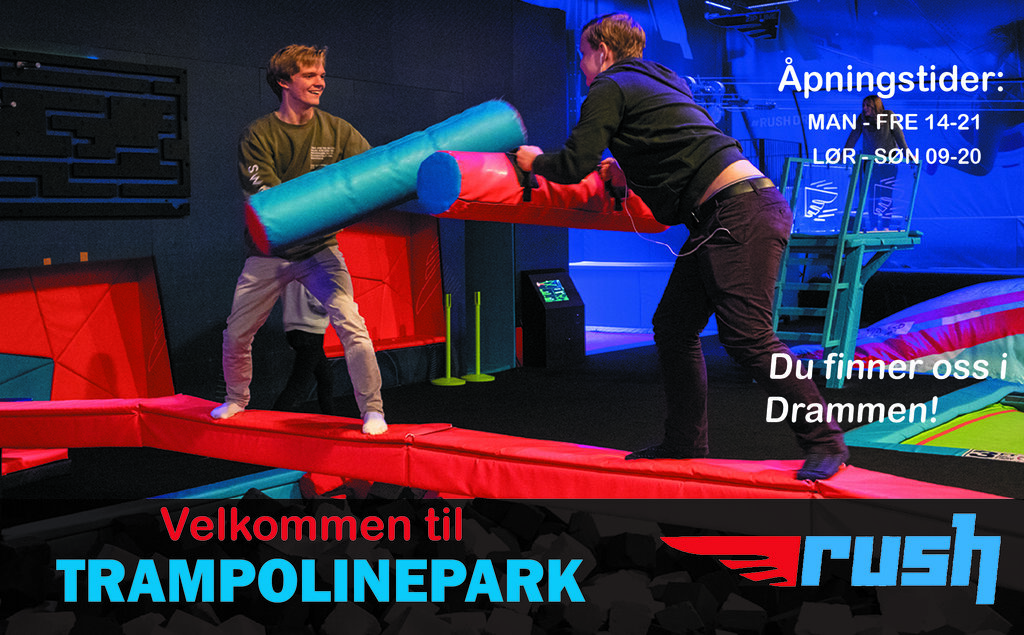 Åpningstider:
MAN - FRE 14-21
LØR - SØN 09-20
Du finner oss i
Drammen!
Velkommen til
TRAMPOLINEPARK
rush